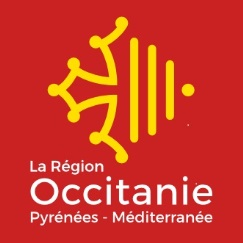 La Région
Occitanie
Pyrénées - Méditerranée